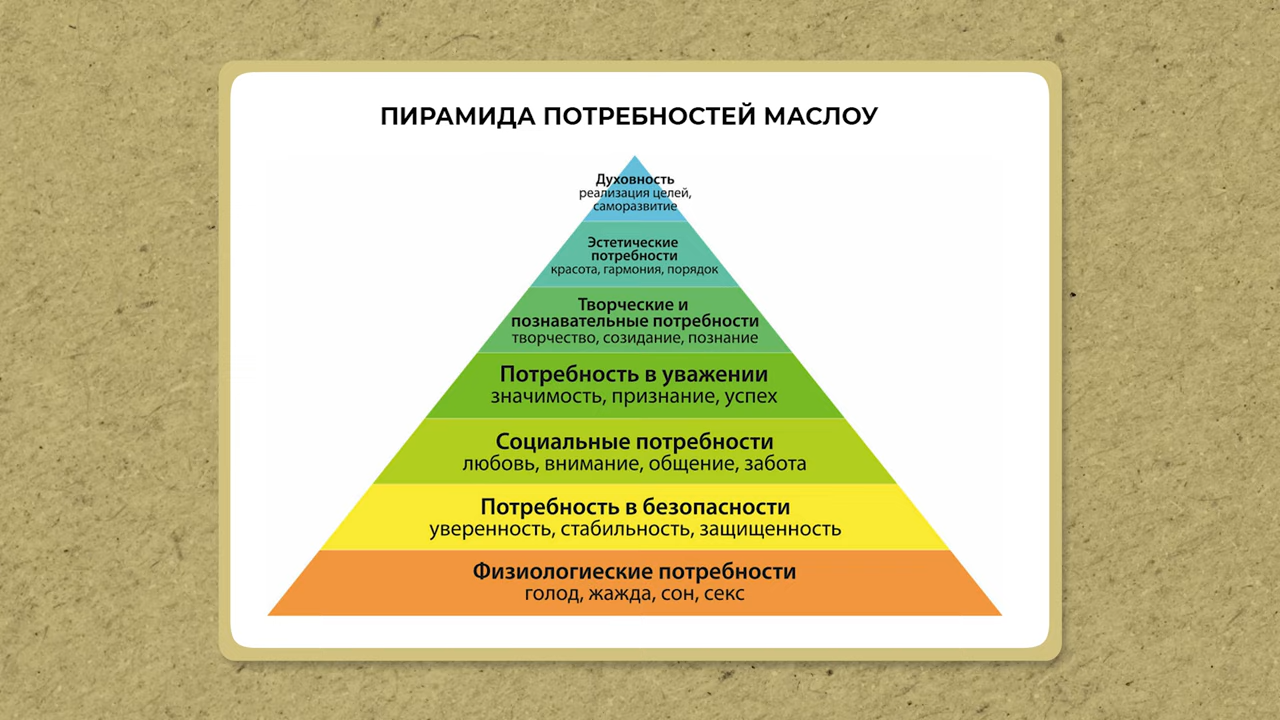 ПИРАМИДА ПОТРЕБНОСТЕЙ МАСЛОУ
Духовность
реализация целей,
саморазвитие
Эстетические
потребности
красота, гармония, порядок
Творческие и
познавательные потребности
творчество, созидание, познание
Потребность в уважении
значимость, признание, успех
Социальные потребности
любовь, внимание, общение, забота
Потребность в безопасности
уверенность, стабильность, защищенность
Физиологиеские потребности
голод, жажда, сон, секс